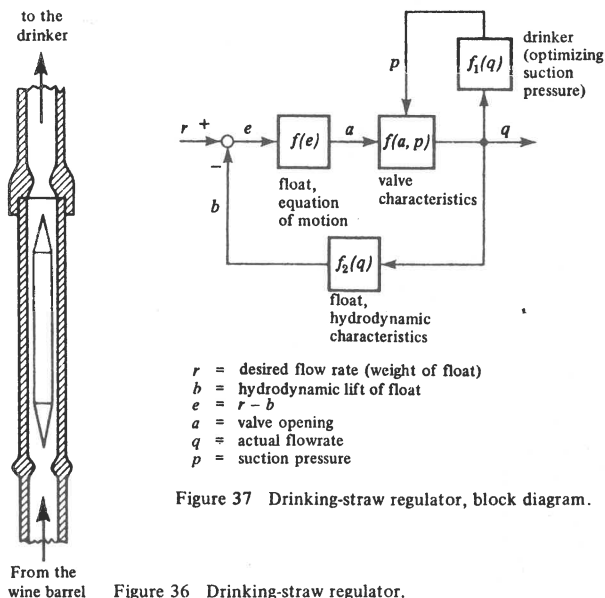 to the
drinker
From the
wine barrel
Figure 36 Drinking-straw regulator.
drinker
(optimizing
suction
pressure)
f₁(q)
p
r + e f(e) a f(a, p) q
−
b
float,
equation
of motion
valve
characteristics
f₂(q)
float,
hydrodynamic
characteristics
r = desired flow rate (weight of float)
b = hydrodynamic lift of float
e = r − b
a = valve opening
q = actual flowrate
p = suction pressure
Figure 37 Drinking-straw regulator, block diagram.